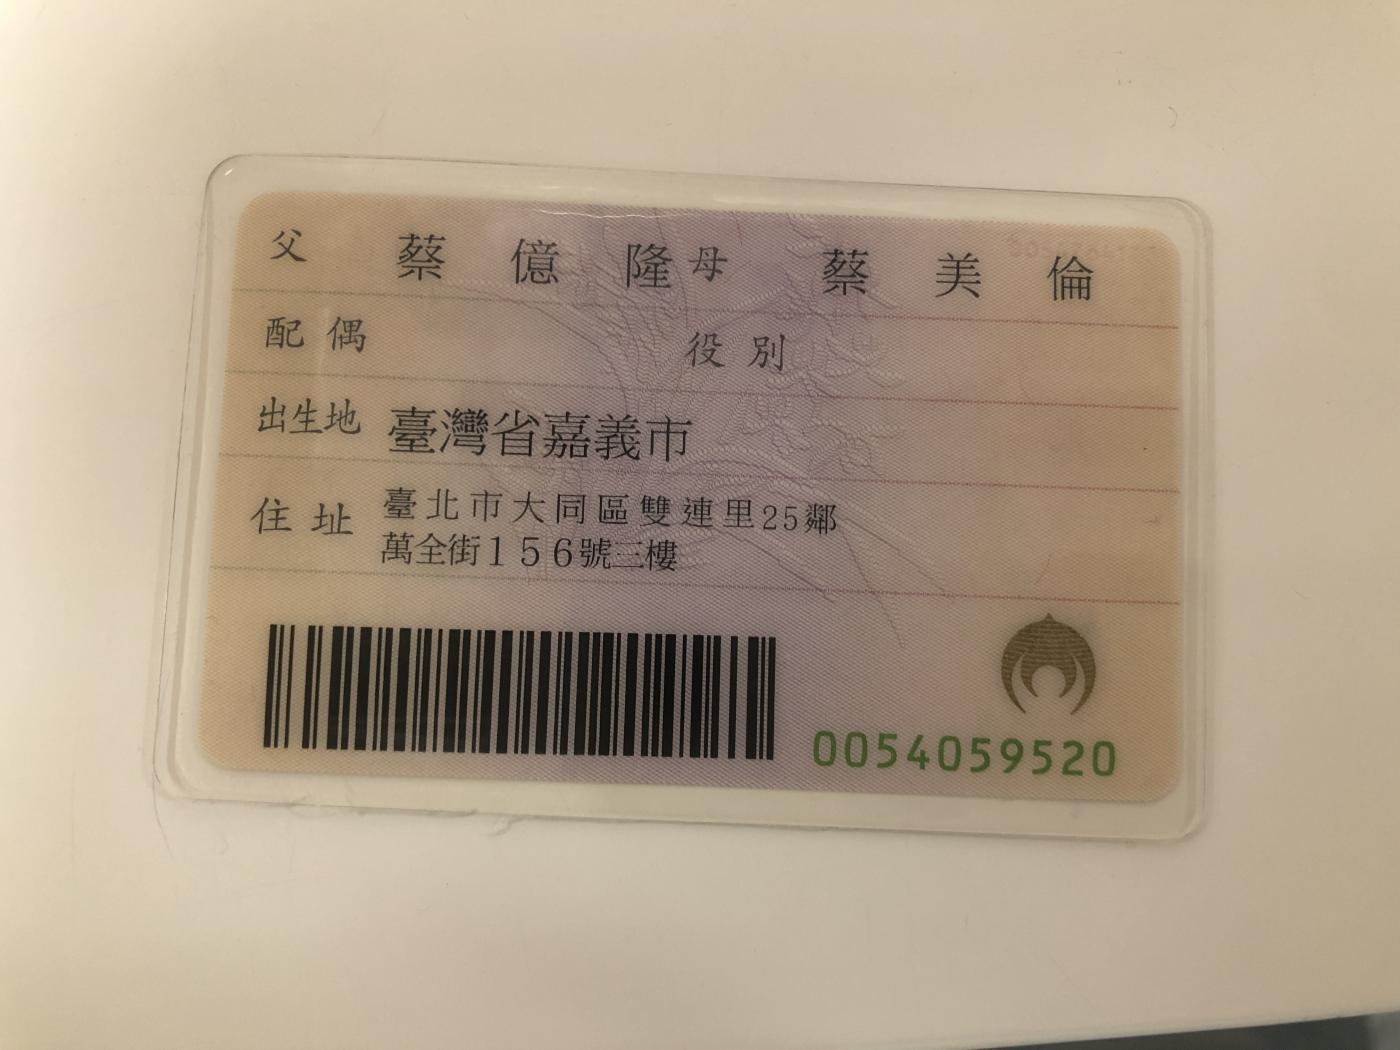 父 蔡億隆 母 蔡美倫
配偶 役別
出生地 臺灣省嘉義市
住址 臺北市大同區雙連里25鄰
萬全街156號三樓
0054059520